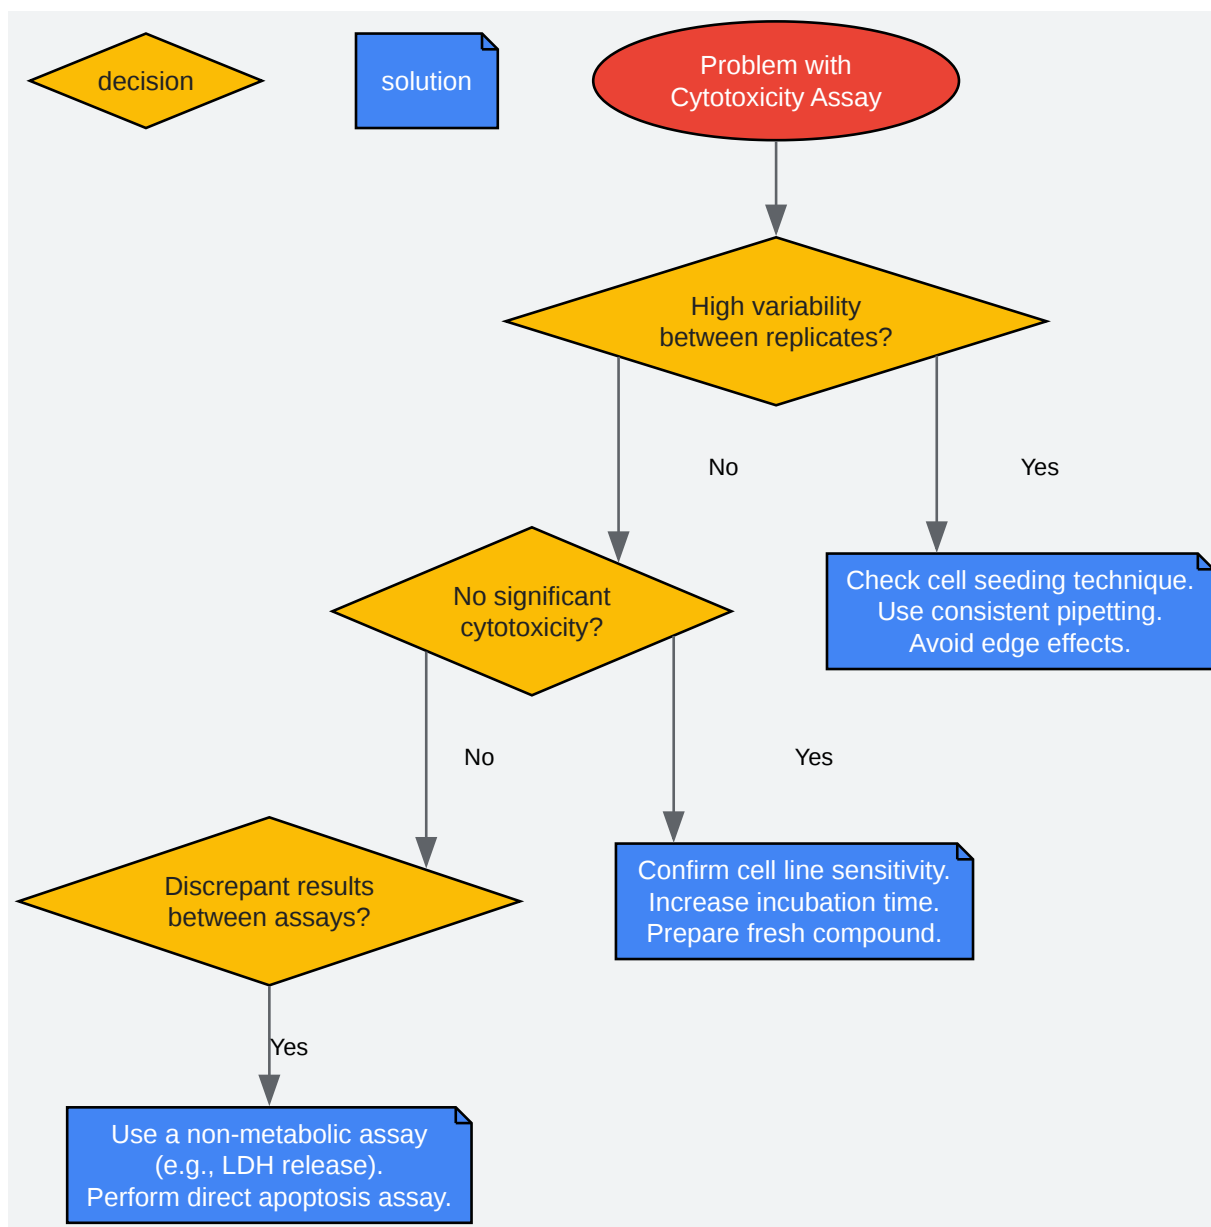 decision
solution
Problem with
Cytotoxicity Assay
High variability
between replicates?
No
Yes
No significant
cytotoxicity?
Check cell seeding technique.
Use consistent pipetting.
Avoid edge effects.
No
Yes
Discrepant results
between assays?
Confirm cell line sensitivity.
Increase incubation time.
Prepare fresh compound.
Yes
Use a non-metabolic assay
(e.g., LDH release).
Perform direct apoptosis assay.